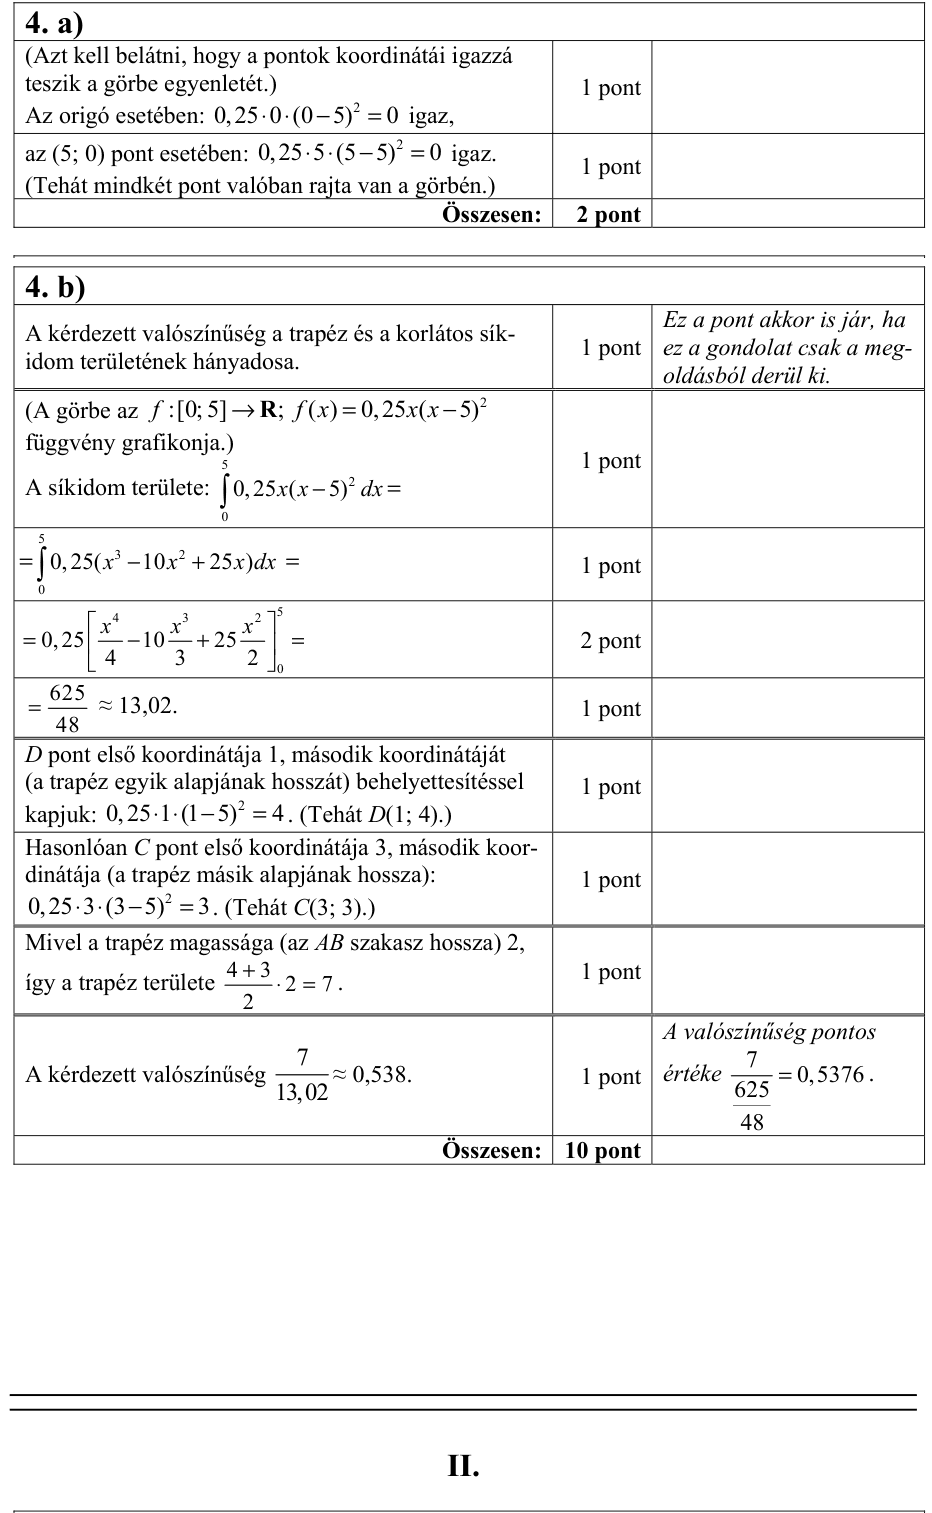 4. a)
(Azt kell belátni, hogy a pontok koordinátái igazzá
teszik a görbe egyenletét.)
Az origó esetében: 0,25·0·(0−5)² = 0 igaz,
1 pont
az (5; 0) pont esetében: 0,25·5·(5−5)² = 0 igaz.
(Tehát mindkét pont valóban rajta van a görbén.)
1 pont
Összesen: 2 pont
4. b)
A kérdezett valószínűség a trapéz és a korlátos sík-
idom területének hányadosa.
1 pont
Ez a pont akkor is jár, ha
ez a gondolat csak a meg-
oldásból derül ki.
(A görbe az f :[0; 5] → R; f(x) = 0,25x(x−5)²
függvény grafikonja.)
A síkidom területe: ∫₀⁵ 0,25x(x−5)² dx =
1 pont
= ∫₀⁵ 0,25(x³ −10x² + 25x)dx =
1 pont
= 0,25[x⁴/4 −10 x³/3 + 25 x²/2]₀⁵ =
2 pont
= 625/48 ≈ 13,02.
1 pont
D pont első koordinátája 1, második koordinátáját
(a trapéz egyik alapjának hosszát) behelyettesítéssel
kapjuk: 0,25·1·(1−5)² = 4. (Tehát D(1; 4).)
1 pont
Hasonlóan C pont első koordinátája 3, második koor-
dinátája (a trapéz másik alapjának hossza):
0,25·3·(3−5)² = 3. (Tehát C(3; 3).)
1 pont
Mivel a trapéz magassága (az AB szakasz hossza) 2,
így a trapéz területe (4+3)/2 · 2 = 7.
1 pont
A kérdezett valószínűség 7/13,02 ≈ 0,538.
1 pont
A valószínűség pontos
értéke 7/(625/48) = 0,5376.
Összesen: 10 pont
II.